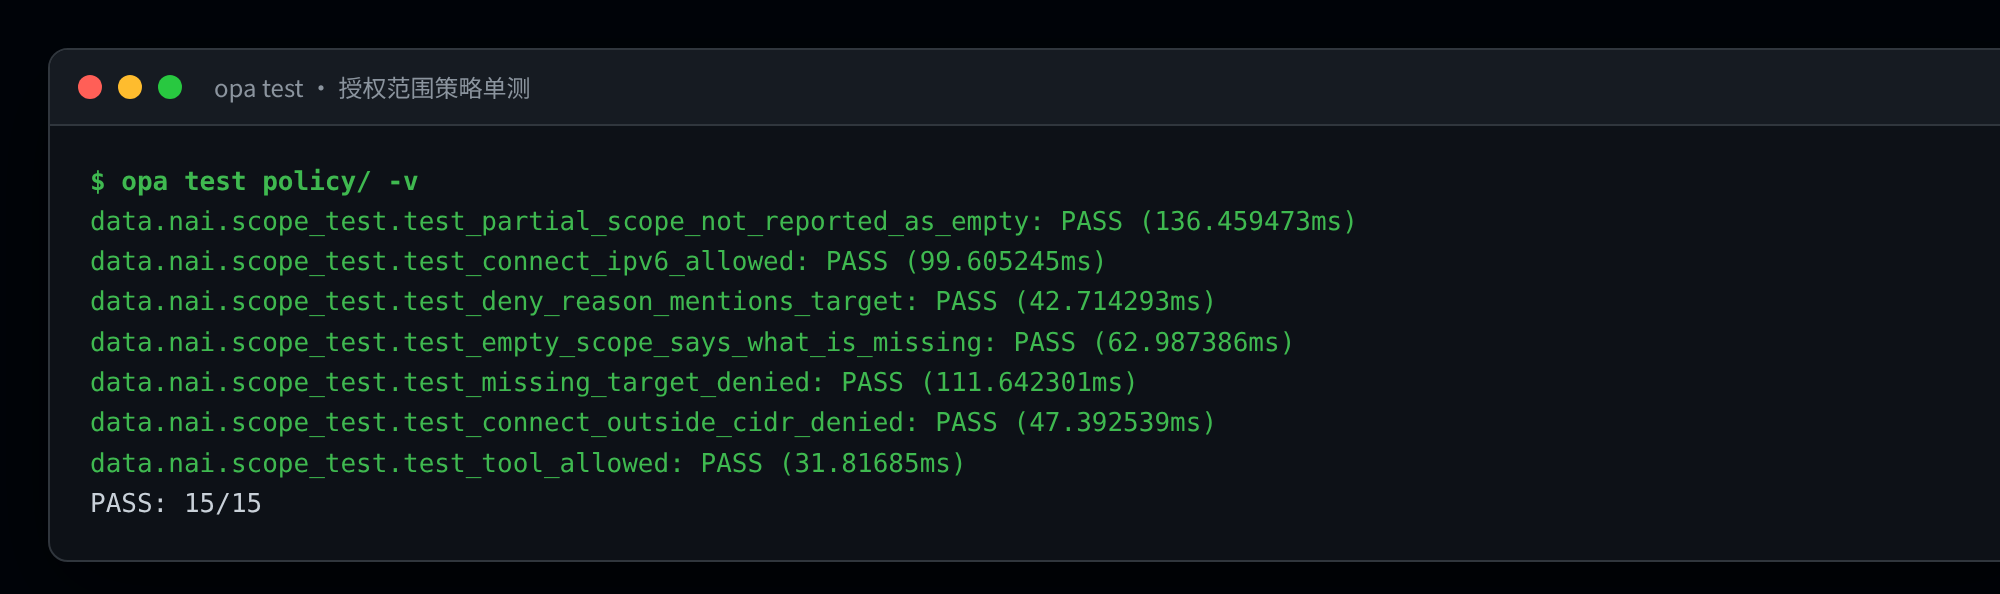 opa test · 授权范围策略单测
$ opa test policy/ -v
data.nai.scope_test.test_partial_scope_not_reported_as_empty: PASS (136.459473ms)
data.nai.scope_test.test_connect_ipv6_allowed: PASS (99.605245ms)
data.nai.scope_test.test_deny_reason_mentions_target: PASS (42.714293ms)
data.nai.scope_test.test_empty_scope_says_what_is_missing: PASS (62.987386ms)
data.nai.scope_test.test_missing_target_denied: PASS (111.642301ms)
data.nai.scope_test.test_connect_outside_cidr_denied: PASS (47.392539ms)
data.nai.scope_test.test_tool_allowed: PASS (31.81685ms)
PASS: 15/15